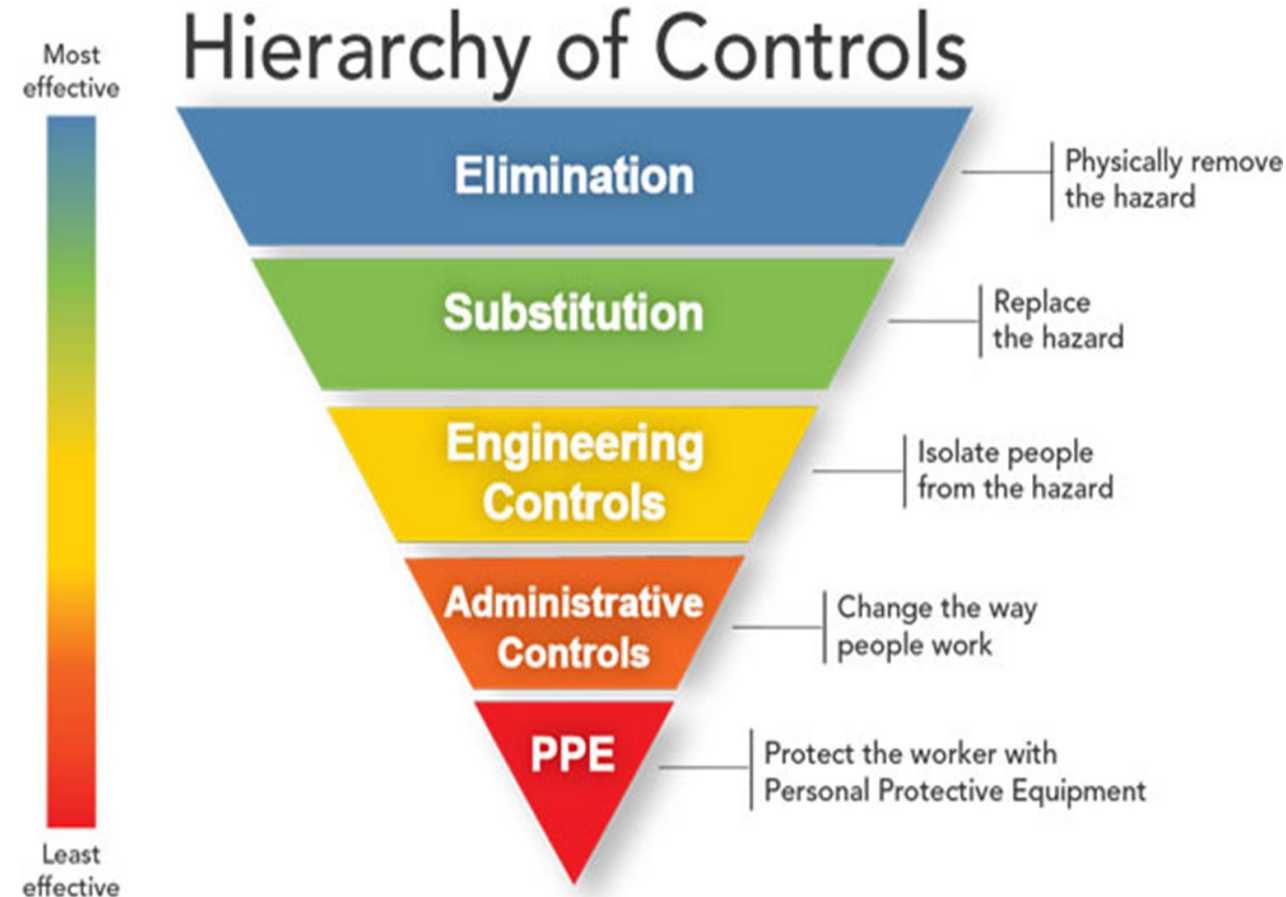 Hierarchy of Controls
Most
effective
Elimination
Physically remove
the hazard
Substitution
Replace
the hazard
Engineering
Controls
Isolate people
from the hazard
Administrative
Controls
Change the way
people work
PPE
Protect the worker with
Personal Protective Equipment
Least
effective